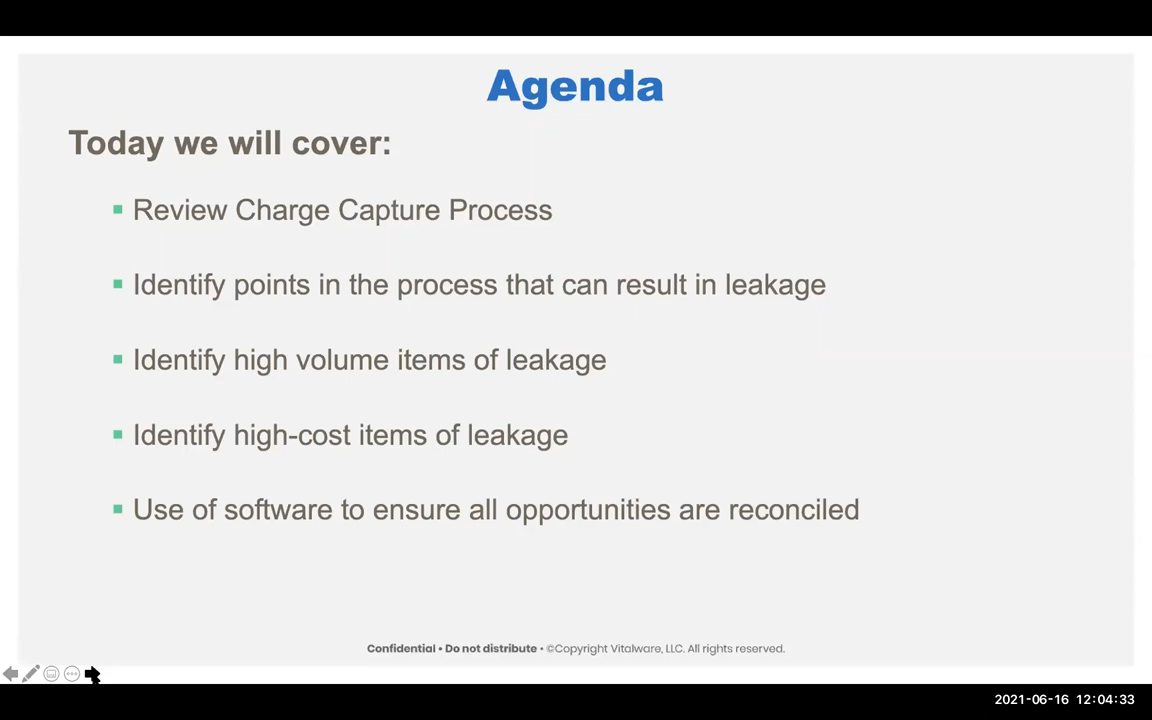 Agenda
Today we will cover:
Review Charge Capture Process
Identify points in the process that can result in leakage
Identify high volume items of leakage
Identify high-cost items of leakage
Use of software to ensure all opportunities are reconciled
Confidential • Do not distribute • ©Copyright Vitalware, LLC. All rights reserved.
2021-06-16 12:04:33